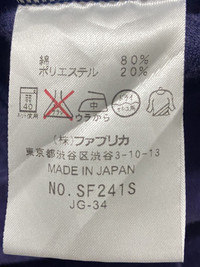 綿 80%
ポリエステル 20%
40
ウラから
(株)ファブリカ
東京都渋谷区渋谷3-10-13
MADE IN JAPAN
NO.SF241S
JG-34